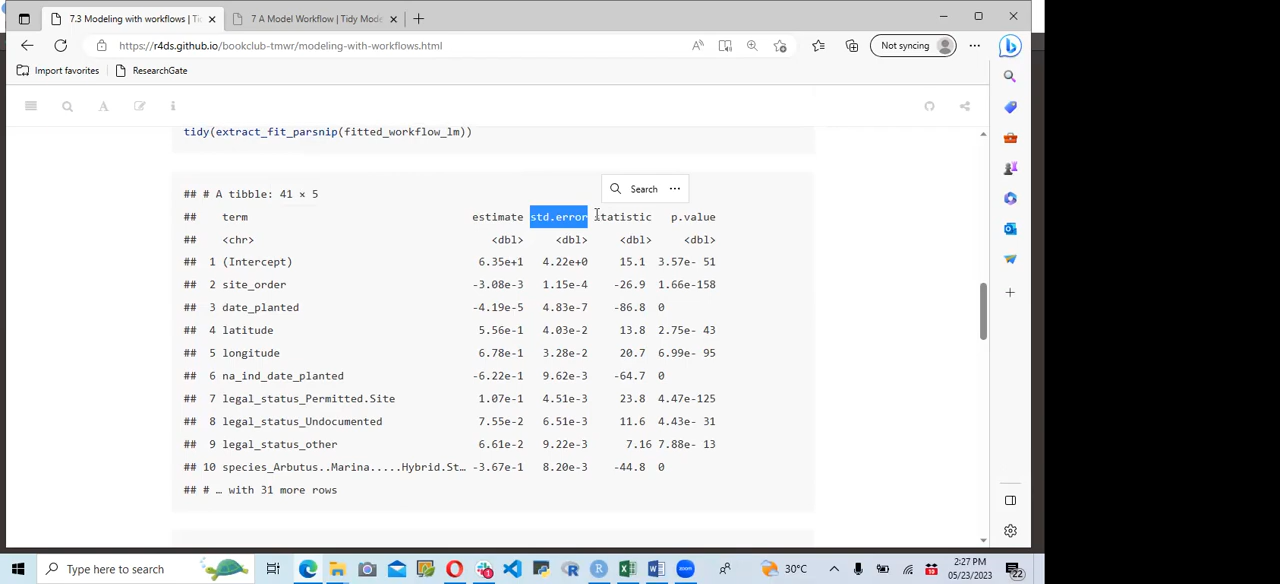 7.3 Modeling with workflows | Ti
7 A Model Workflow | Tidy Mode
https://r4ds.github.io/bookclub-tmwr/modeling-with-workflows.html
Not syncing
Import favorites
ResearchGate
tidy(extract_fit_parsnip(fitted_workflow_lm))
Search
## # A tibble: 41 × 5
##    term estimate std.error statistic p.value
##    <chr> <dbl> <dbl> <dbl> <dbl>
##  1 (Intercept) 6.35e+1 4.22e+0 15.1 3.57e- 51
##  2 site_order -3.08e-3 1.15e-4 -26.9 1.66e-158
##  3 date_planted -4.19e-5 4.83e-7 -86.8 0
##  4 latitude 5.56e-1 4.03e-2 13.8 2.75e- 43
##  5 longitude 6.78e-1 3.28e-2 20.7 6.99e- 95
##  6 na_ind_date_planted -6.22e-1 9.62e-3 -64.7 0
##  7 legal_status_Permitted.Site 1.07e-1 4.51e-3 23.8 4.47e-125
##  8 legal_status_Undocumented 7.55e-2 6.51e-3 11.6 4.43e- 31
##  9 legal_status_other 6.61e-2 9.22e-3 7.16 7.88e- 13
## 10 species_Arbutus..Marina.....Hybrid.St… -3.67e-1 8.20e-3 -44.8 0
## # … with 31 more rows
Type here to search
30°C
2:27 PM
05/23/2023
22